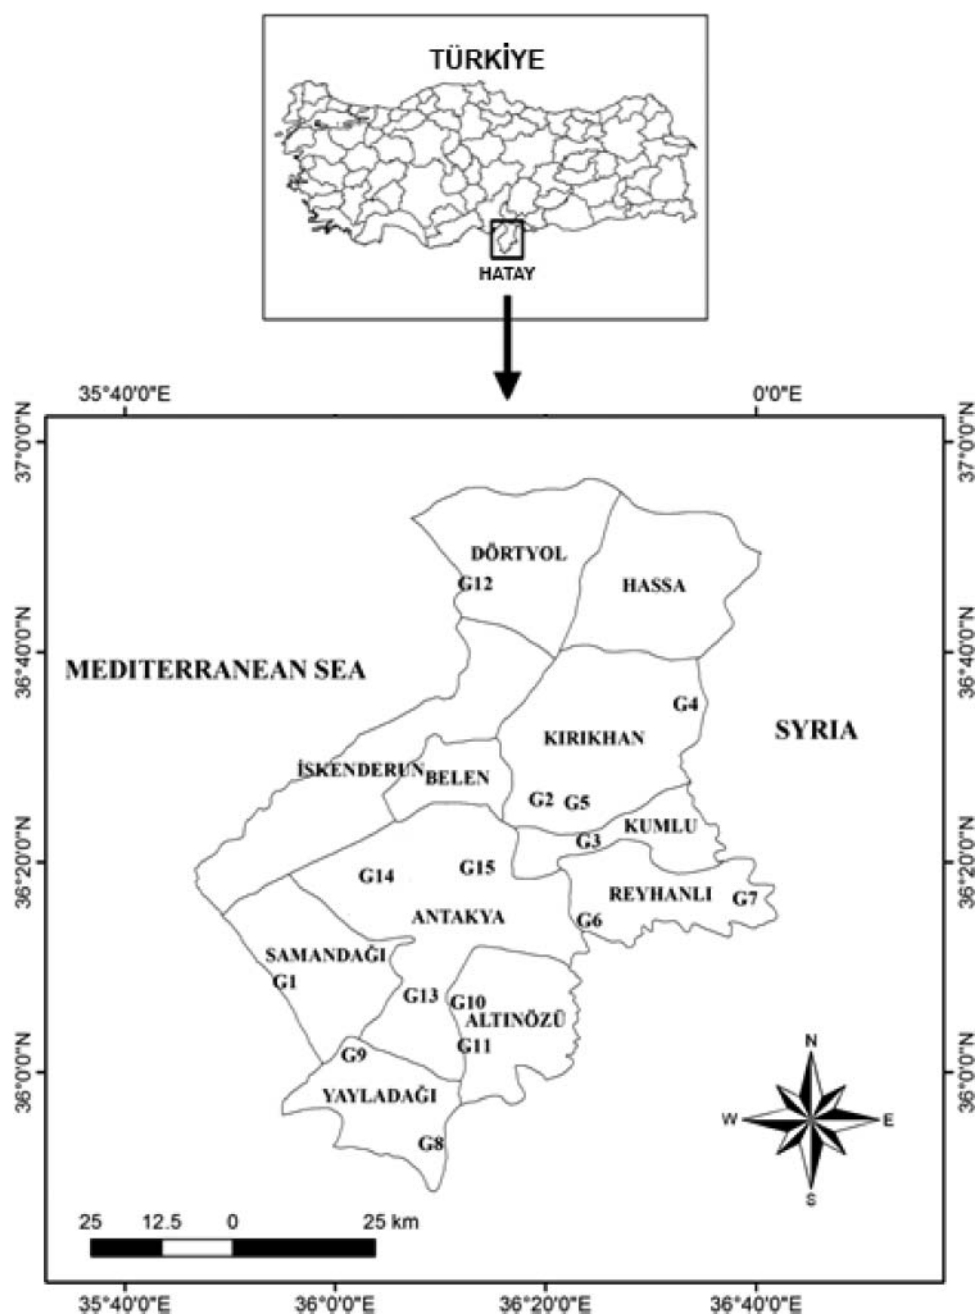 TÜRKİYE
HATAY
35°40'0"E
0'0"E
37°0'0"N
37°0'0"N
DÖRTYOL
G12
HASSA
36°40'0"N
36°40'0"N
MEDITERRANEAN SEA
G4
SYRIA
KIRIKHAN
İSKENDERUN
BELEN
G2
G5
KUMLU
G3
36°20'0"N
36°20'0"N
G14
G15
REYHANLI
G7
ANTAKYA
G6
SAMANDAĞI
G1
G13
G10
ALTINÖZÜ
G11
G9
36°0'0"N
36°0'0"N
YAYLADAĞI
G8
N
W
E
S
25 12.5 0 25 km
35°40'0"E
36°0'0"E
36°20'0"E
36°40'0"E